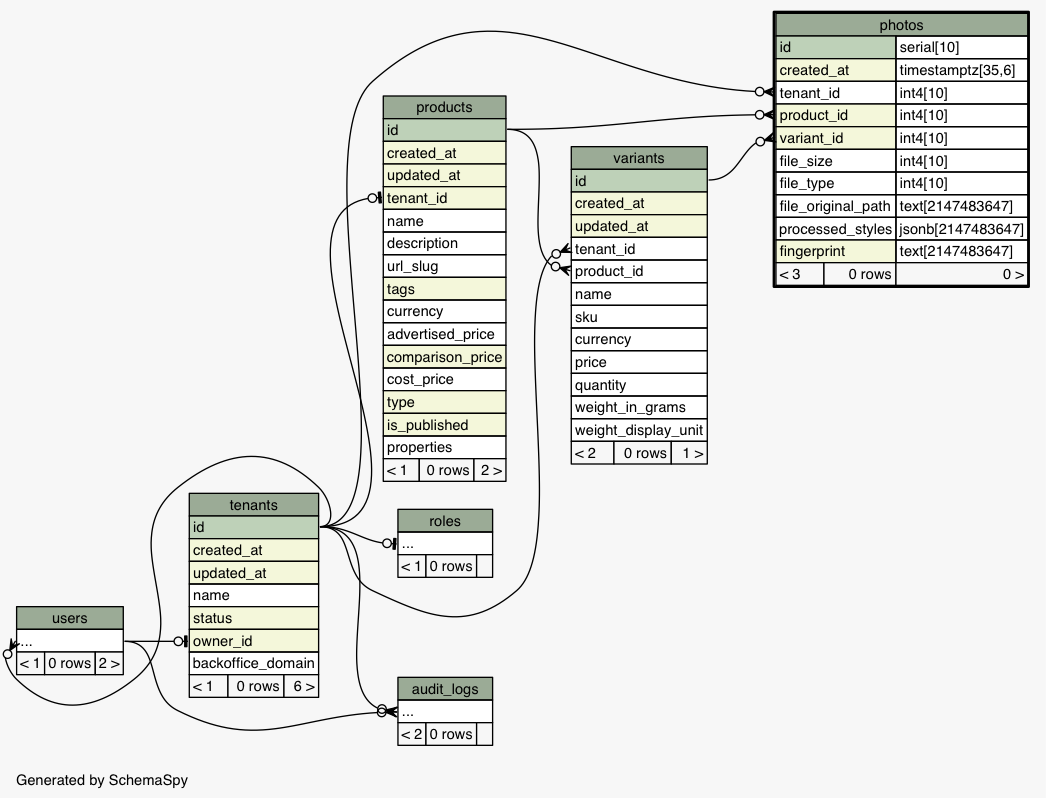 photos
id serial[10]
created_at timestamptz[35,6]
tenant_id int4[10]
product_id int4[10]
variant_id int4[10]
file_size int4[10]
file_type int4[10]
file_original_path text[2147483647]
processed_styles jsonb[2147483647]
fingerprint text[2147483647]
< 3 0 rows 0 >
products
id
created_at
updated_at
tenant_id
name
description
url_slug
tags
currency
advertised_price
comparison_price
cost_price
type
is_published
properties
< 1 0 rows 2 >
variants
id
created_at
updated_at
tenant_id
product_id
name
sku
currency
price
quantity
weight_in_grams
weight_display_unit
< 2 0 rows 1 >
tenants
id
created_at
updated_at
name
status
owner_id
backoffice_domain
< 1 0 rows 6 >
roles
...
< 1 0 rows
users
...
< 1 0 rows 2 >
audit_logs
...
< 2 0 rows
Generated by SchemaSpy